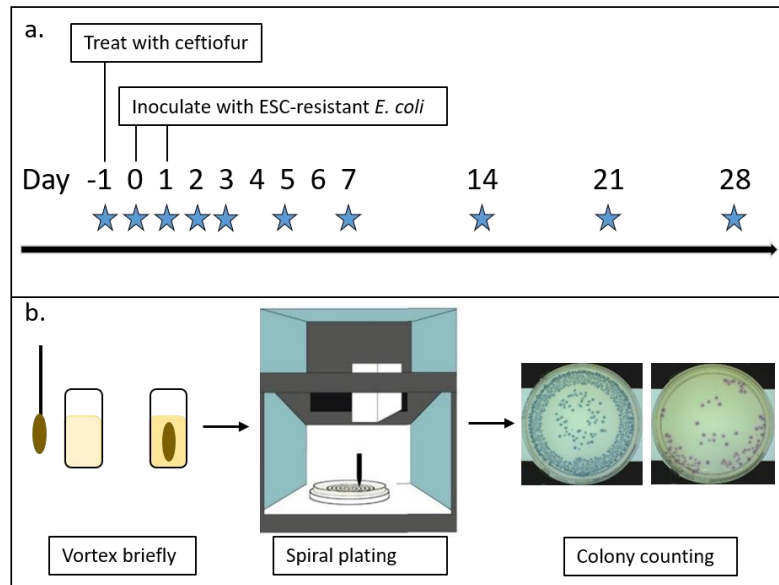 a.
Treat with ceftiofur
Inoculate with ESC-resistant E. coli
Day -1 0 1 2 3 4 5 6 7 14 21 28
b.
Vortex briefly
Spiral plating
Colony counting